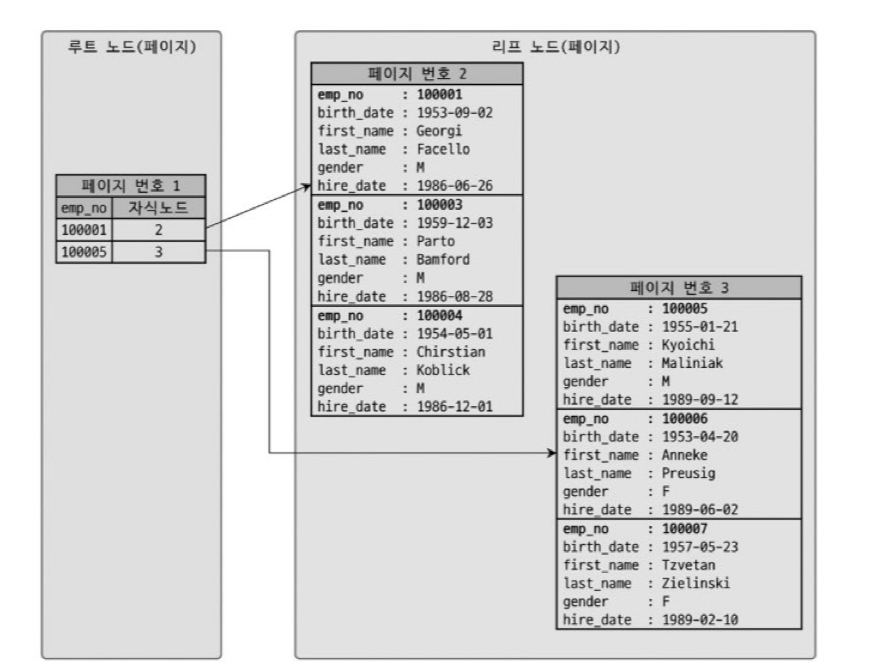 루트 노드(페이지)
페이지 번호 1
emp_no 자식노드
100001 2
100005 3
리프 노드(페이지)
페이지 번호 2
emp_no : 100001
birth_date : 1953-09-02
first_name : Georgi
last_name : Facello
gender : M
hire_date : 1986-06-26
emp_no : 100003
birth_date : 1959-12-03
first_name : Parto
last_name : Bamford
gender : M
hire_date : 1986-08-28
emp_no : 100004
birth_date : 1954-05-01
first_name : Chirstian
last_name : Koblick
gender : M
hire_date : 1986-12-01
페이지 번호 3
emp_no : 100005
birth_date : 1955-01-21
first_name : Kyoichi
last_name : Maliniak
gender : M
hire_date : 1989-09-12
emp_no : 100006
birth_date : 1953-04-20
first_name : Anneke
last_name : Preusig
gender : F
hire_date : 1989-06-02
emp_no : 100007
birth_date : 1957-05-23
first_name : Tzvetan
last_name : Zielinski
gender : F
hire_date : 1989-02-10